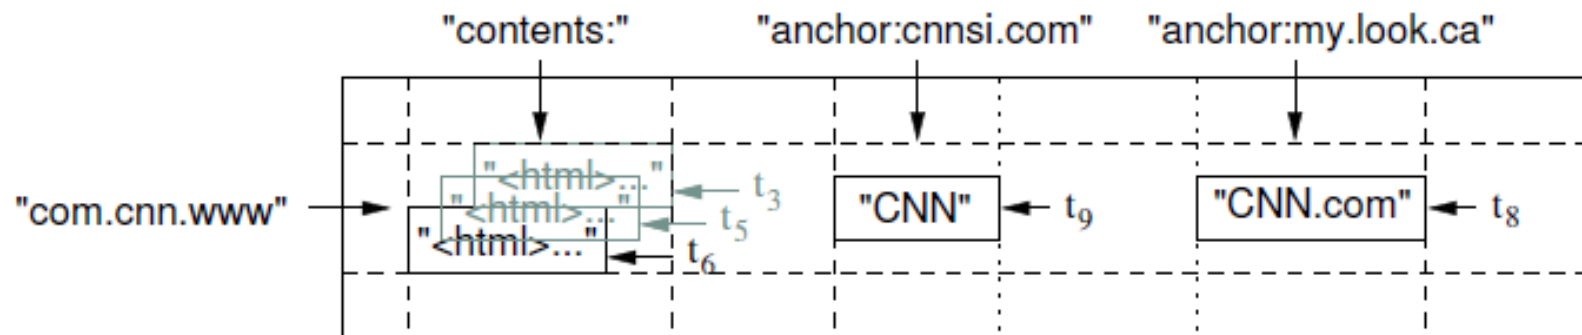 "contents:" "anchor:cnnsi.com" "anchor:my.look.ca"
"<html>..." t3
"com.cnn.www" "<html>..." t5 "CNN" t9 "CNN.com" t8
"<html>..." t6